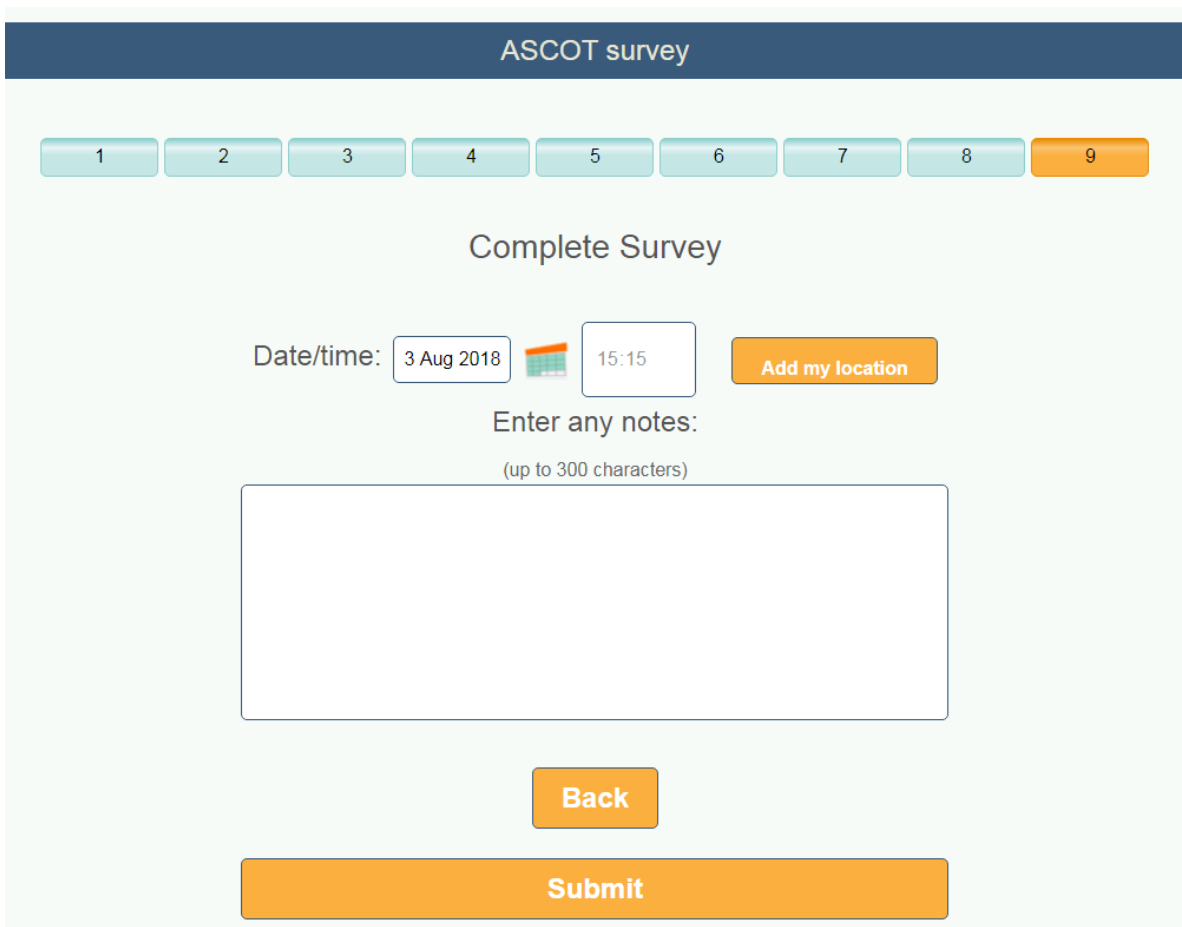 ASCOT survey
1 2 3 4 5 6 7 8 9
Complete Survey
Date/time: 3 Aug 2018 15:15 Add my location
Enter any notes:
(up to 300 characters)
Back
Submit